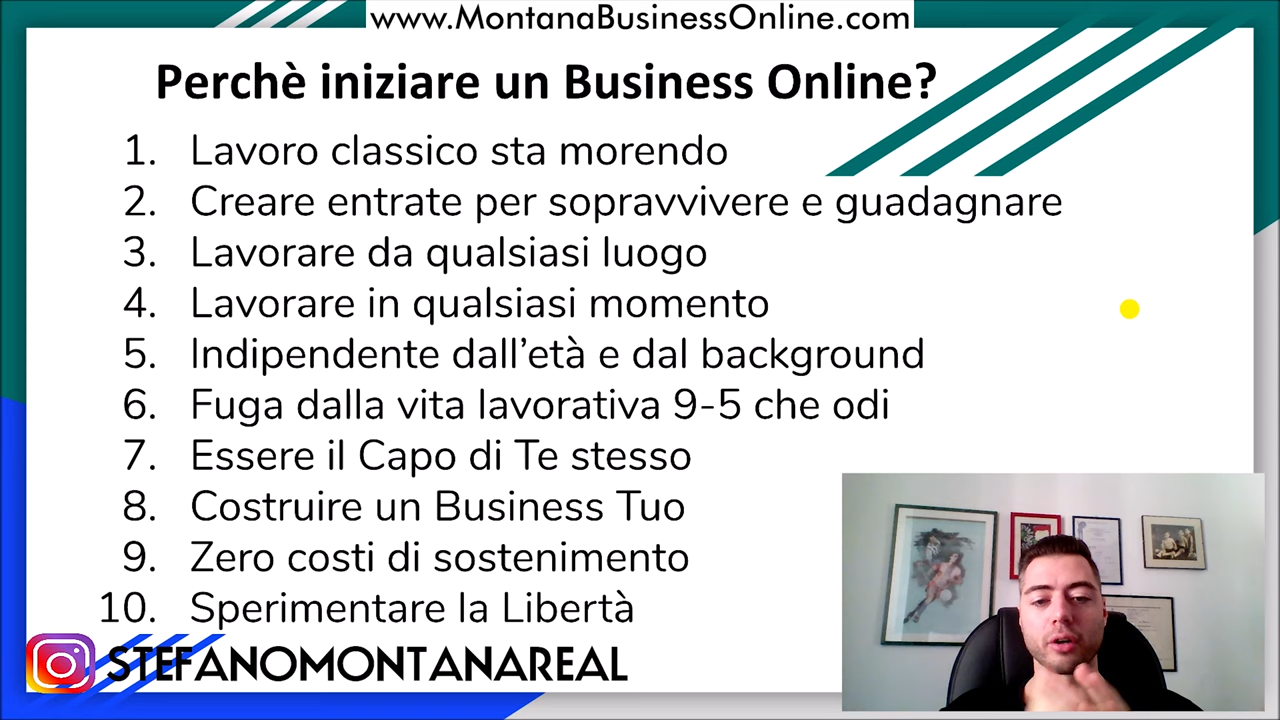 www.MontanaBusinessOnline.com
Perchè iniziare un Business Online?
1. Lavoro classico sta morendo
2. Creare entrate per sopravvivere e guadagnare
3. Lavorare da qualsiasi luogo
4. Lavorare in qualsiasi momento
5. Indipendente dall'età e dal background
6. Fuga dalla vita lavorativa 9-5 che odi
7. Essere il Capo di Te stesso
8. Costruire un Business Tuo
9. Zero costi di sostenimento
10. Sperimentare la Libertà
STEFANOMONTANAREAL